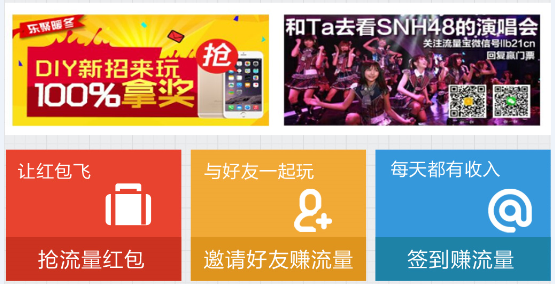 乐聚暖冬
抢
DIY新招来玩
100%拿奖
和Ta去看SNH48的演唱会
关注流量宝微信号llb21cn
回复赢门票
让红包飞
抢流量红包
与好友一起玩
邀请好友赚流量
每天都有收入
签到赚流量